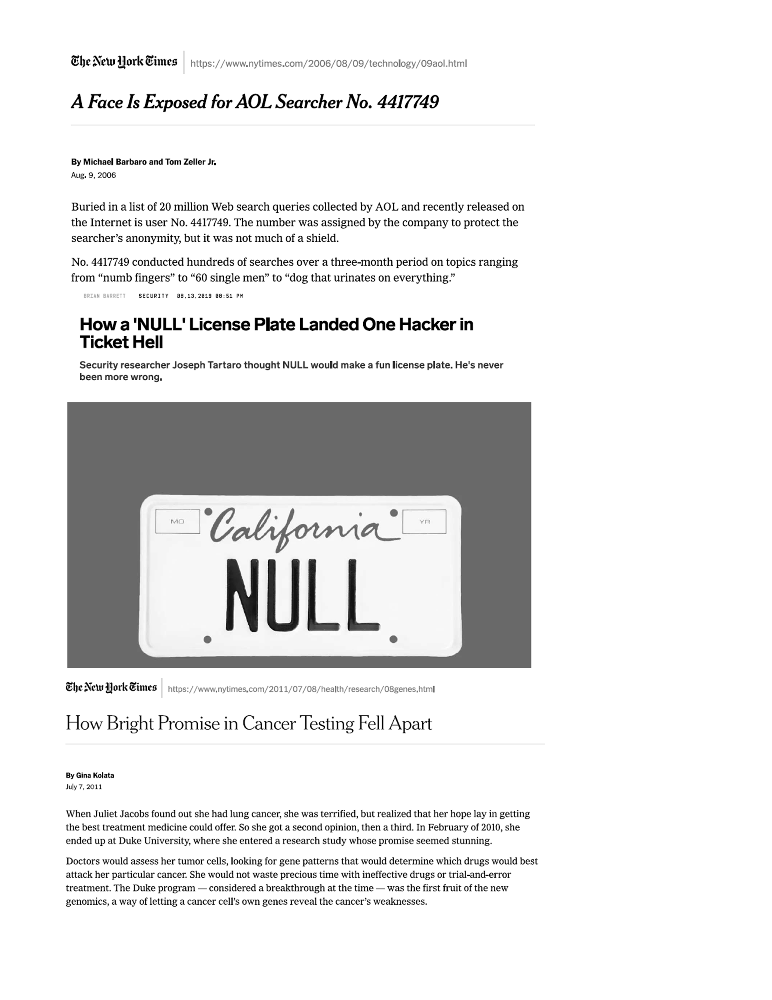 The New York Times | https://www.nytimes.com/2006/08/09/technology/09aol.html
A Face Is Exposed for AOL Searcher No. 4417749
By Michael Barbaro and Tom Zeller Jr.
Aug. 9, 2006
Buried in a list of 20 million Web search queries collected by AOL and recently released on
the Internet is user No. 4417749. The number was assigned by the company to protect the
searcher’s anonymity, but it was not much of a shield.
No. 4417749 conducted hundreds of searches over a three-month period on topics ranging
from “numb fingers” to “60 single men” to “dog that urinates on everything.”
BRIAN BARRETT SECURITY 08.13.2019 08:51 PM
How a 'NULL' License Plate Landed One Hacker in
Ticket Hell
Security researcher Joseph Tartaro thought NULL would make a fun license plate. He's never
been more wrong.
MO California YR
NULL
The New York Times | https://www.nytimes.com/2011/07/08/health/research/08genes.html
How Bright Promise in Cancer Testing Fell Apart
By Gina Kolata
July 7, 2011
When Juliet Jacobs found out she had lung cancer, she was terrified, but realized that her hope lay in getting
the best treatment medicine could offer. So she got a second opinion, then a third. In February of 2010, she
ended up at Duke University, where she entered a research study whose promise seemed stunning.
Doctors would assess her tumor cells, looking for gene patterns that would determine which drugs would best
attack her particular cancer. She would not waste precious time with ineffective drugs or trial-and-error
treatment. The Duke program — considered a breakthrough at the time — was the first fruit of the new
genomics, a way of letting a cancer cell’s own genes reveal the cancer’s weaknesses.